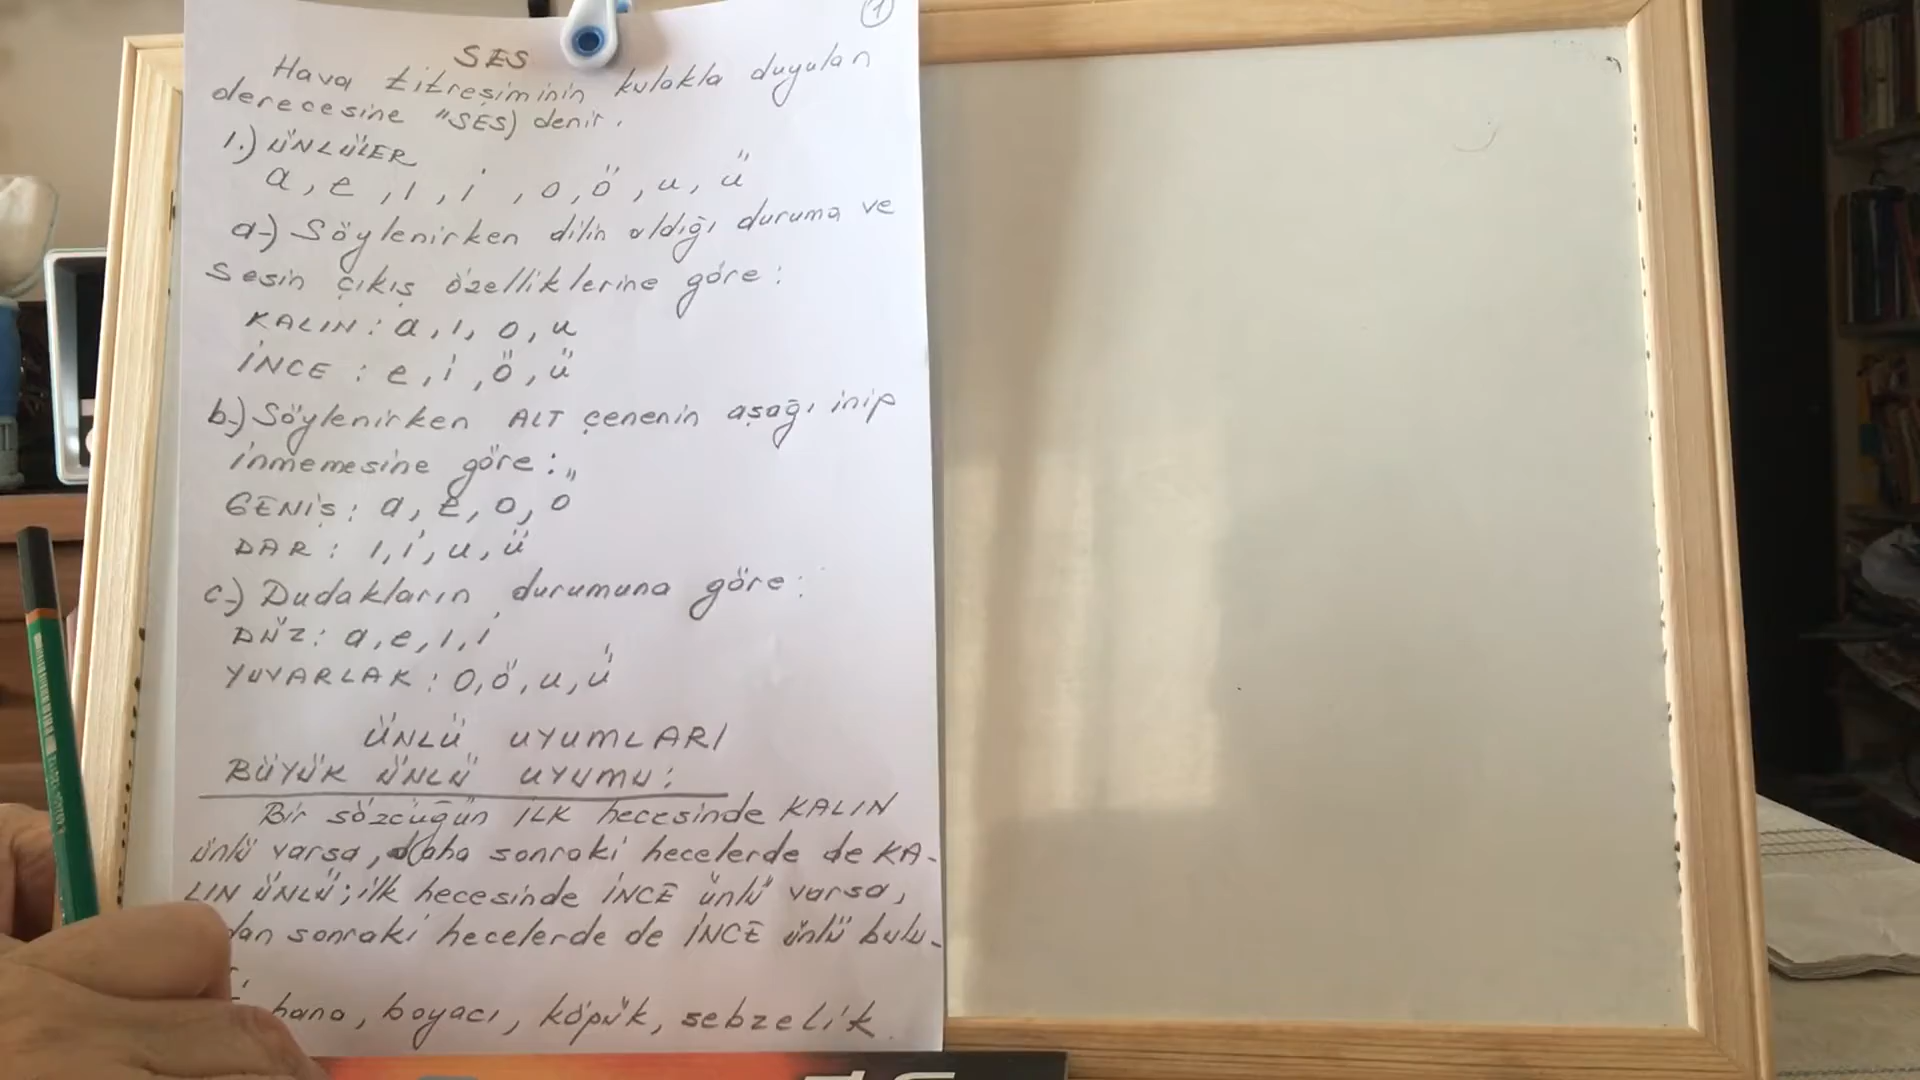 1
SES
Hava titreşiminin kulakla duyulan
derecesine "SES) denir.
1.) ÜNLÜLER
a, e, ı, i, o, ö, u, ü
a-) Söylenirken dilin aldığı duruma ve
sesin çıkış özelliklerine göre:
KALIN: a, ı, o, u
İNCE : e, i, ö, ü
b-) Söylenirken ALT çenenin aşağı inip
inmemesine göre:
GENİŞ: a, e, o, ö
DAR : ı, i, u, ü
c-) Dudakların durumuna göre:
DÜZ: a, e, ı, i
YUVARLAK: o, ö, u, ü
ÜNLÜ UYUMLARI
BÜYÜK ÜNLÜ UYUMU:
Bir sözcüğün İLK hecesinde KALIN
ünlü varsa, daha sonraki hecelerde de KA-
LIN ÜNLÜ; ilk hecesinde İNCE ünlü varsa,
dan sonraki hecelerde de İNCE ünlü bulu-
bana, boyacı, köpük, sebzelik